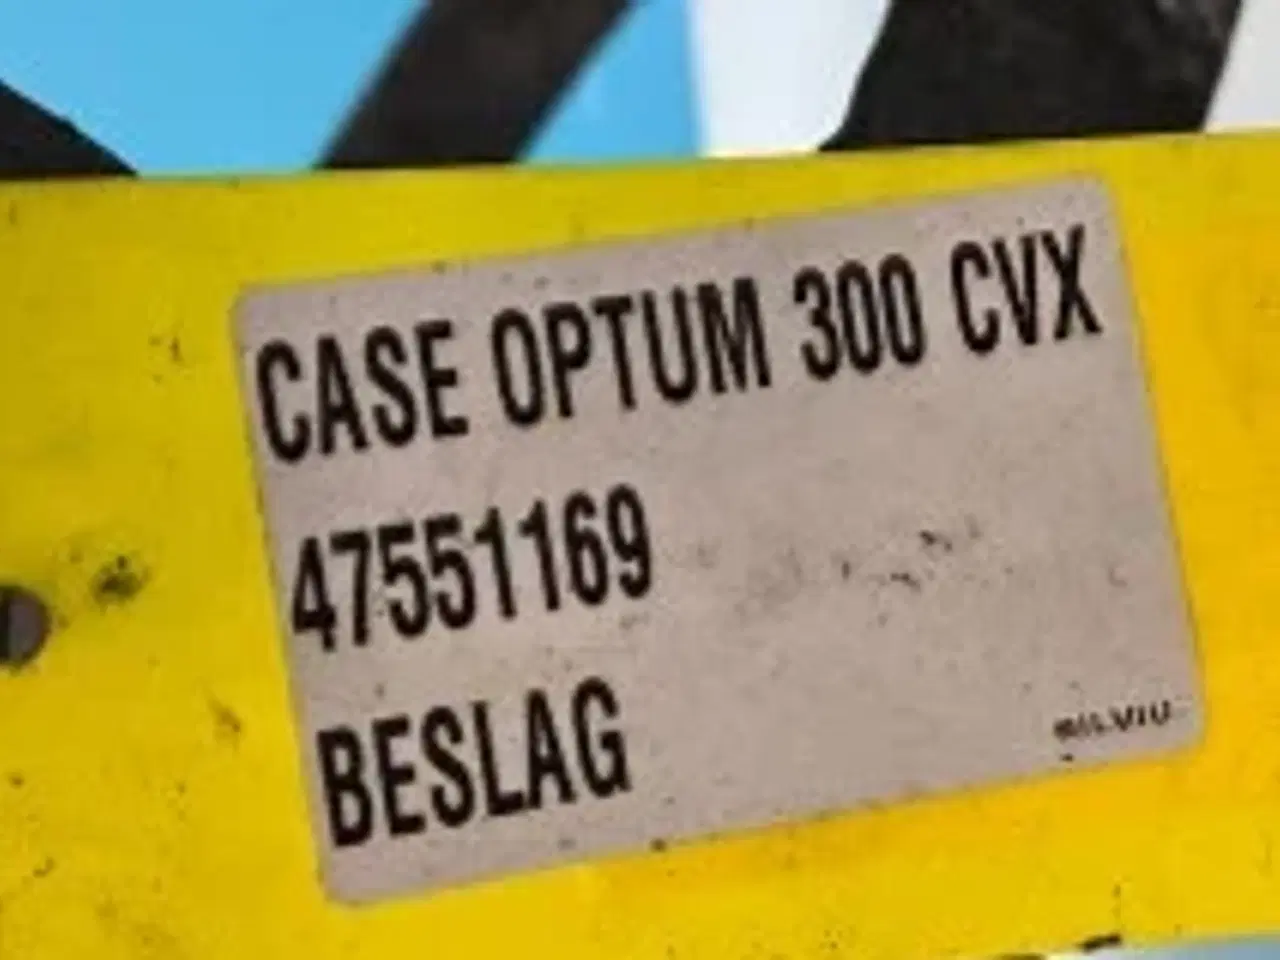 CASE OPTUM 300 CVX
47551169
BESLAG